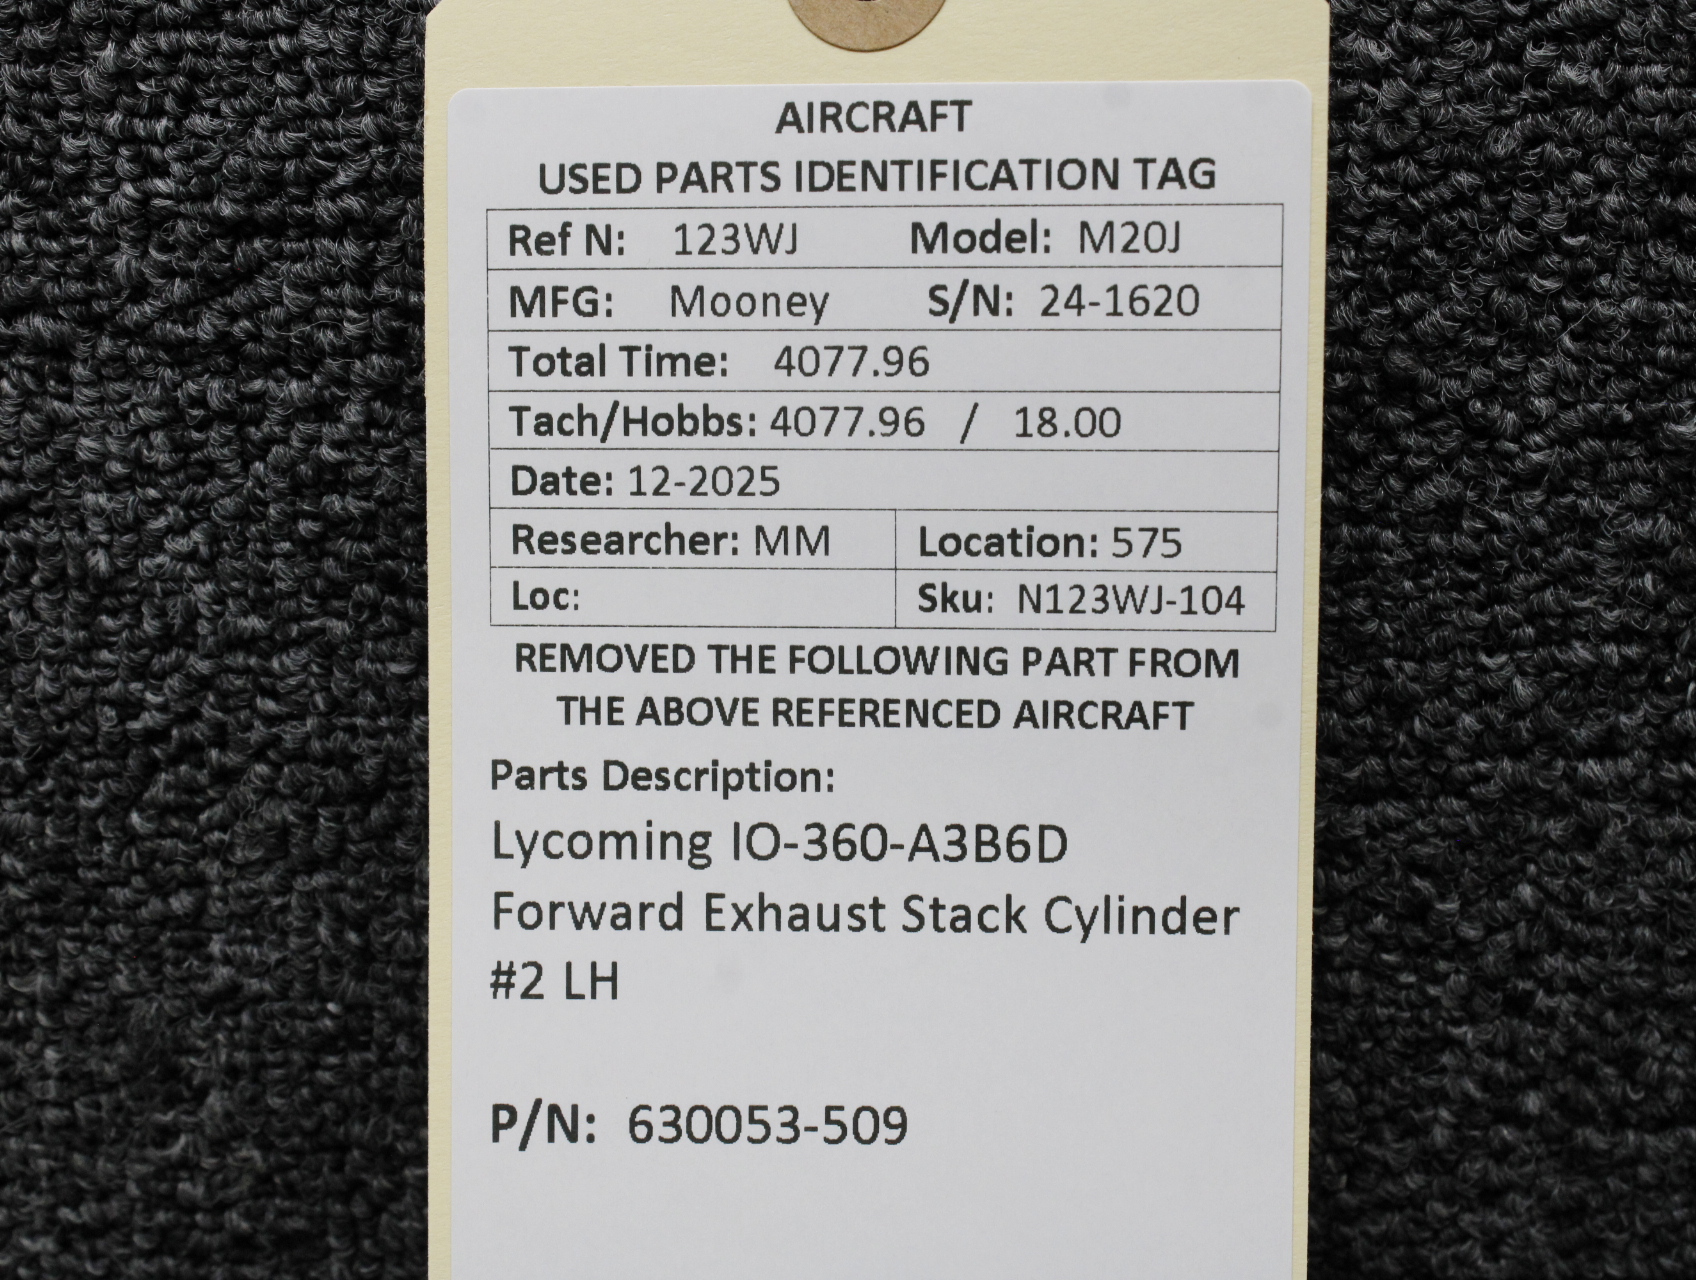 AIRCRAFT
USED PARTS IDENTIFICATION TAG
Ref N: 123WJ Model: M20J
MFG: Mooney S/N: 24-1620
Total Time: 4077.96
Tach/Hobbs: 4077.96 / 18.00
Date: 12-2025
Researcher: MM Location: 575
Loc: Sku: N123WJ-104
REMOVED THE FOLLOWING PART FROM
THE ABOVE REFERENCED AIRCRAFT
Parts Description:
Lycoming IO-360-A3B6D
Forward Exhaust Stack Cylinder
#2 LH
P/N: 630053-509